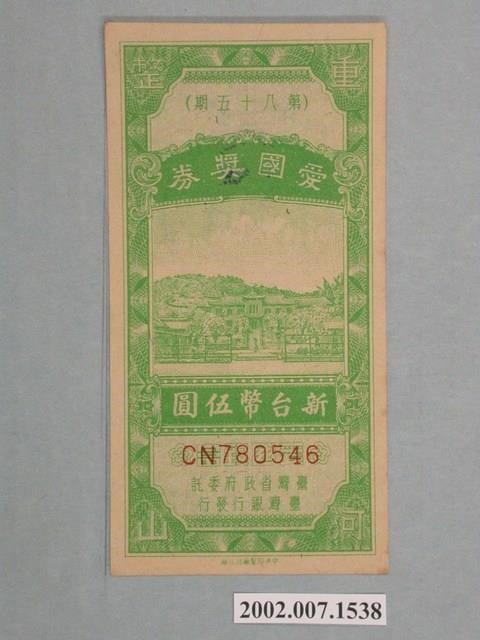 重 整
(第八十五期)
愛國獎券
新台幣伍圓
CN780546
臺灣省政府委託
臺灣銀行發行
河 山
2002.007.1538